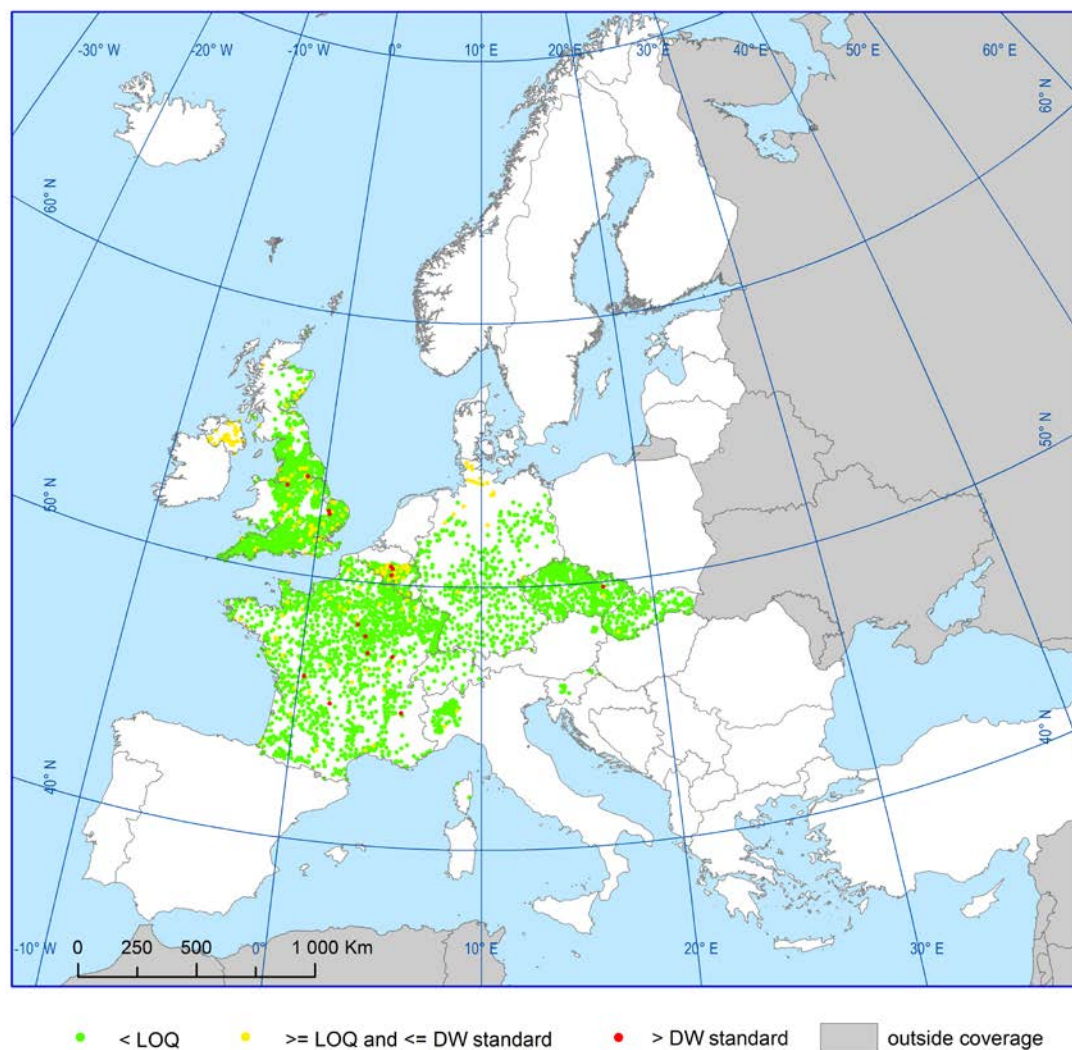 -30° W -20° W -10° W 0° 10° E 20° E 30° E 40° E 50° E 60° E
60° N
60° N
50° N
50° N
40° N
40° N
0 250 500 1 000 Km
-10° W 0° 10° E 20° E 30° E
< LOQ >= LOQ and <= DW standard > DW standard outside coverage